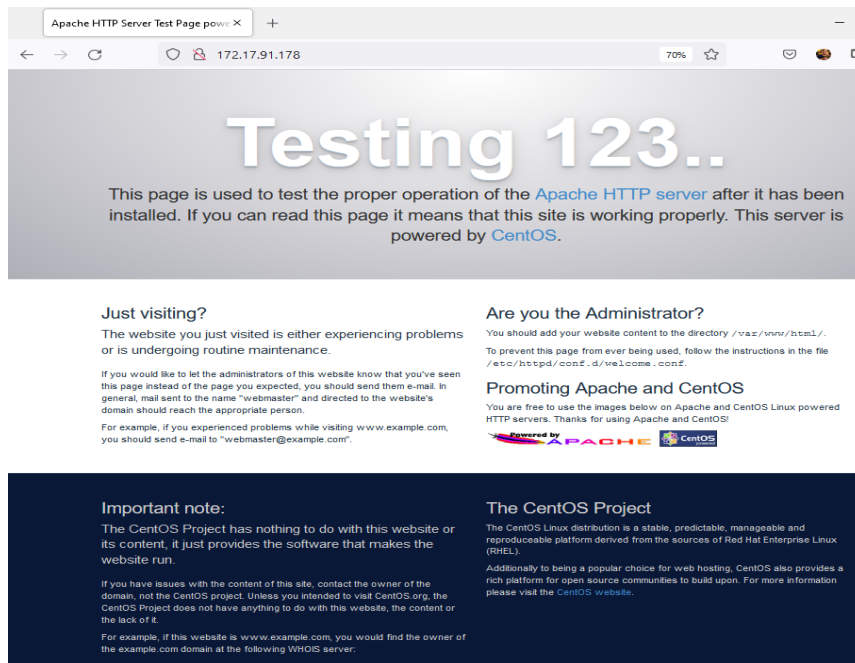 Apache HTTP Server Test Page powe
172.17.91.178
70%
Testing 123..
This page is used to test the proper operation of the Apache HTTP server after it has been
installed. If you can read this page it means that this site is working properly. This server is
powered by CentOS.
Just visiting?
The website you just visited is either experiencing problems
or is undergoing routine maintenance.
If you would like to let the administrators of this website know that you've seen
this page instead of the page you expected, you should send them e-mail. In
general, mail sent to the name "webmaster" and directed to the website's
domain should reach the appropriate person.
For example, if you experienced problems while visiting www.example.com,
you should send e-mail to "webmaster@example.com".
Are you the Administrator?
You should add your website content to the directory /var/www/html/.
To prevent this page from ever being used, follow the instructions in the file
/etc/httpd/conf.d/welcome.conf.
Promoting Apache and CentOS
You are free to use the images below on Apache and CentOS Linux powered
HTTP servers. Thanks for using Apache and CentOS!
Powered by
APACHE
CentOS
powered
Important note:
The CentOS Project has nothing to do with this website or
its content, it just provides the software that makes the
website run.
If you have issues with the content of this site, contact the owner of the
domain, not the CentOS project. Unless you intended to visit CentOS.org, the
CentOS Project does not have anything to do with this website, the content or
the lack of it.
For example, if this website is www.example.com, you would find the owner of
the example.com domain at the following WHOIS server:
The CentOS Project
The CentOS Linux distribution is a stable, predictable, manageable and
reproduceable platform derived from the sources of Red Hat Enterprise Linux
(RHEL).
Additionally to being a popular choice for web hosting, CentOS also provides a
rich platform for open source communities to build upon. For more information
please visit the CentOS website.